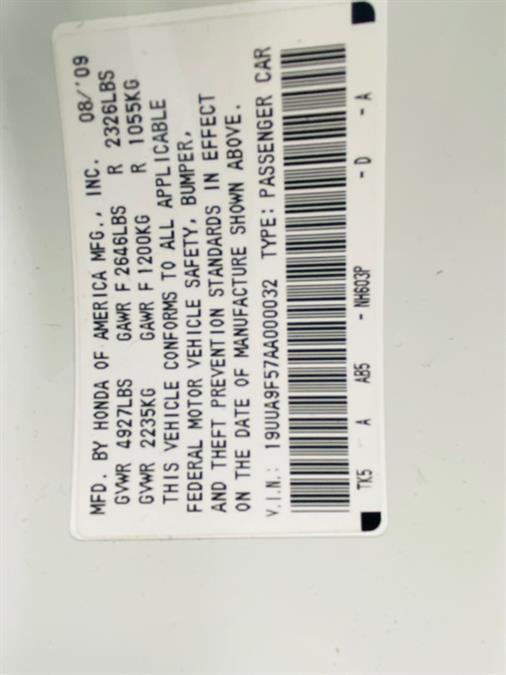 MFD. BY HONDA OF AMERICA MFG., INC. 08/'09
GVWR 4927LBS GAWR F 2646LBS R 2326LBS
GVWR 2235KG GAWR F 1200KG R 1055KG
THIS VEHICLE CONFORMS TO ALL APPLICABLE
FEDERAL MOTOR VEHICLE SAFETY, BUMPER,
AND THEFT PREVENTION STANDARDS IN EFFECT
ON THE DATE OF MANUFACTURE SHOWN ABOVE.
V.I.N.: 19UUA9F57AA000032 TYPE: PASSENGER CAR
TK5 A AB5 - NH603P - D - A